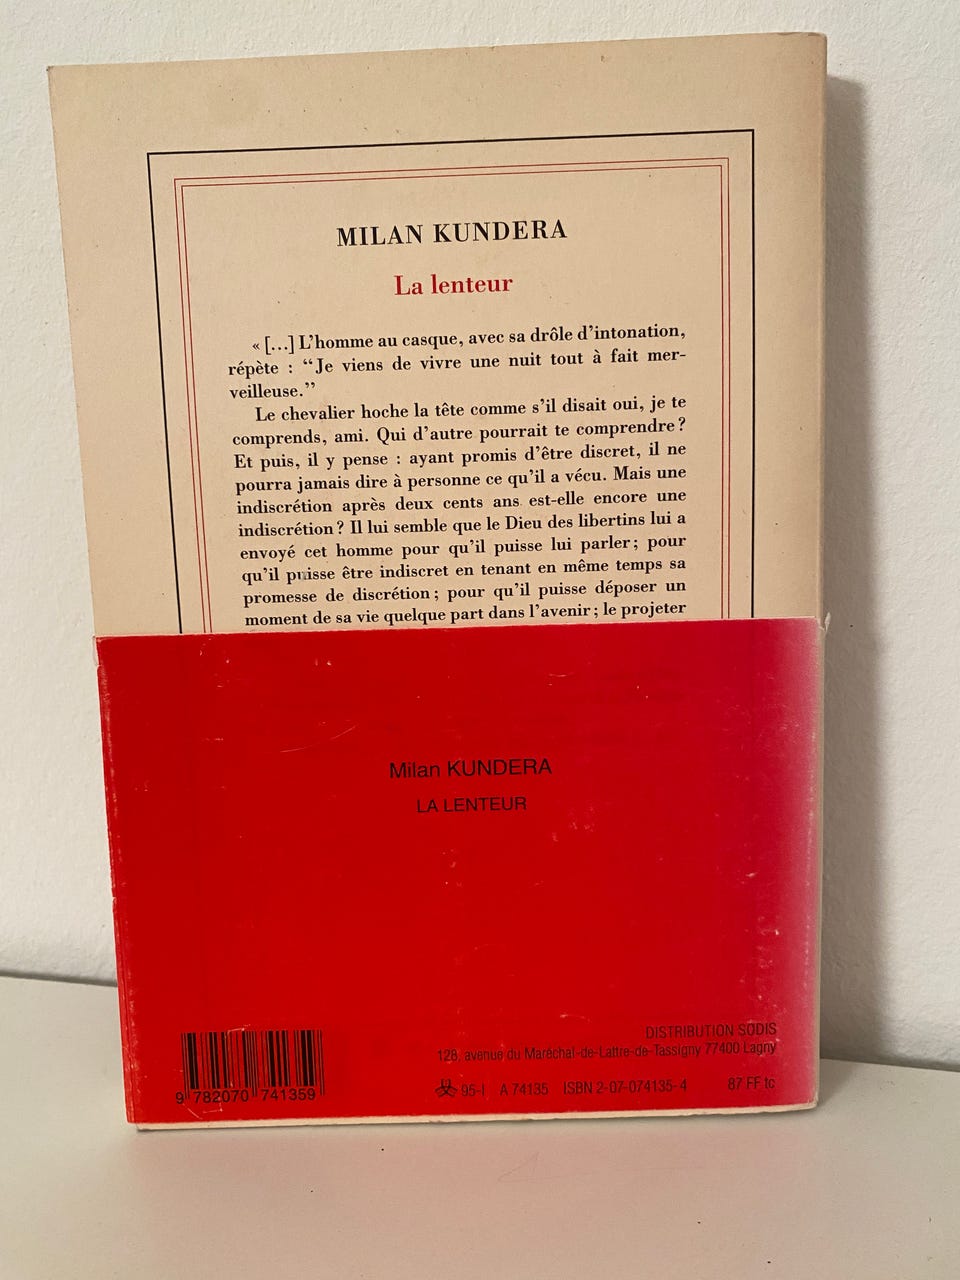 MILAN KUNDERA
La lenteur
« [...] L’homme au casque, avec sa drôle d’intonation,
répète : “Je viens de vivre une nuit tout à fait mer-
veilleuse.”
Le chevalier hoche la tête comme s’il disait oui, je te
comprends, ami. Qui d’autre pourrait te comprendre ?
Et puis, il y pense : ayant promis d’être discret, il ne
pourra jamais dire à personne ce qu’il a vécu. Mais une
indiscrétion après deux cents ans est-elle encore une
indiscrétion ? Il lui semble que le Dieu des libertins lui a
envoyé cet homme pour qu’il puisse lui parler ; pour
qu’il puisse être indiscret en tenant en même temps sa
promesse de discrétion ; pour qu’il puisse déposer un
moment de sa vie quelque part dans l’avenir ; le projeter
Milan KUNDERA
LA LENTEUR
DISTRIBUTION SODIS
128, avenue du Maréchal-de-Lattre-de-Tassigny 77400 Lagny
95-I A 74135 ISBN 2-07-074135-4 87 FF tc
9 782070 741359